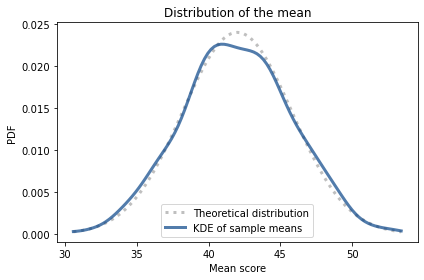 Distribution of the mean
0.025
0.020
0.015
0.010
0.005
0.000
PDF
Theoretical distribution
KDE of sample means
30 35 40 45 50
Mean score